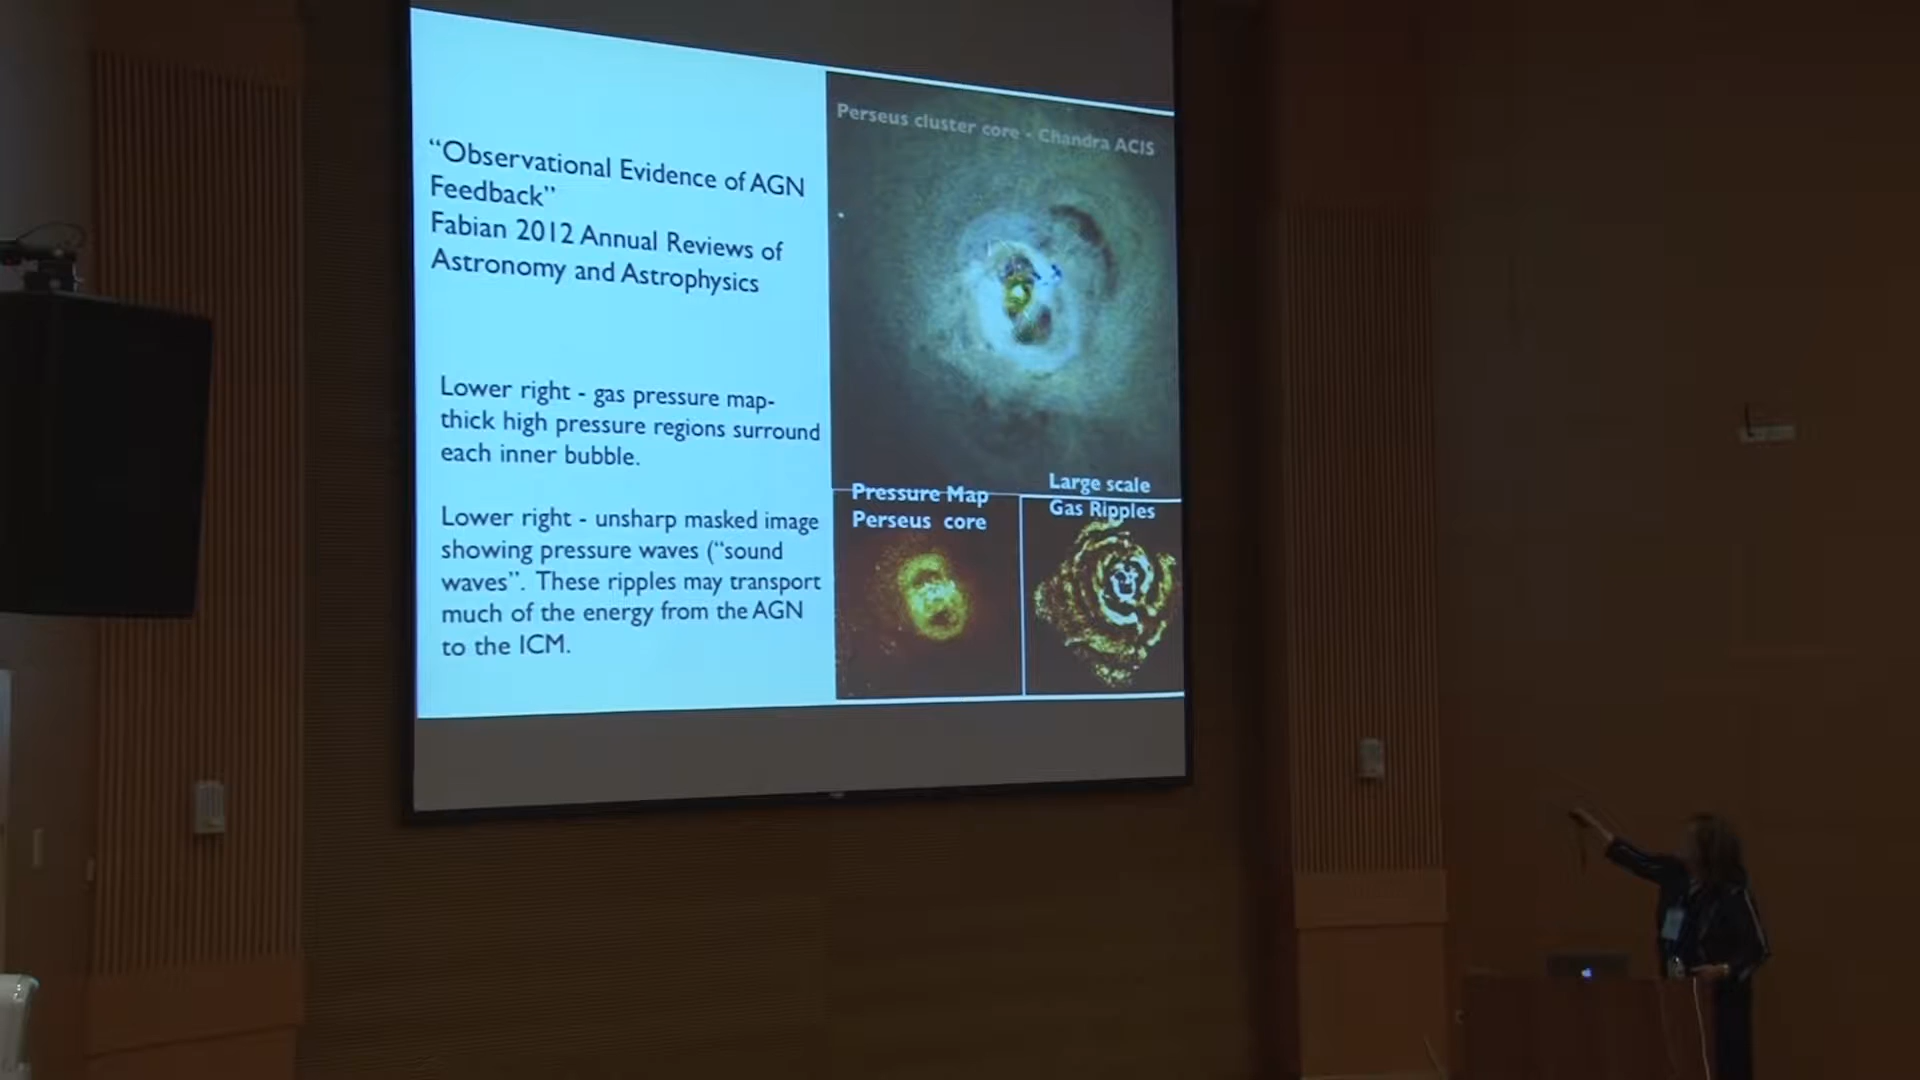 “Observational Evidence of AGN
Feedback”
Fabian 2012 Annual Reviews of
Astronomy and Astrophysics
Lower right - gas pressure map-
thick high pressure regions surround
each inner bubble.
Lower right - unsharp masked image
showing pressure waves (“sound
waves”. These ripples may transport
much of the energy from the AGN
to the ICM.
Perseus cluster core - Chandra ACIS
Pressure Map
Perseus core
Large scale
Gas Ripples